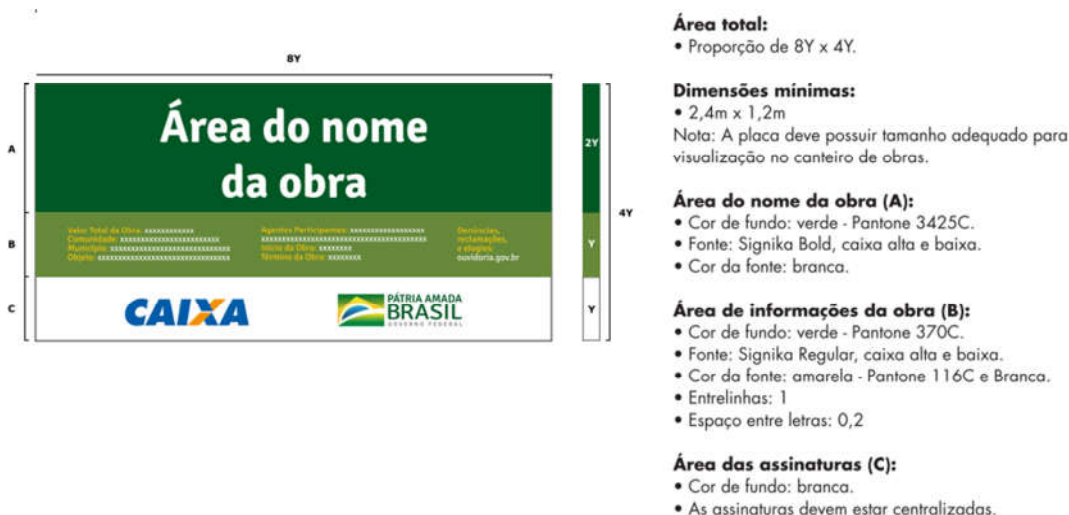 8Y
A
B
C
Área do nome
da obra
Valor Total da Obra: xxxxxxxxxxxx
Comunidade: xxxxxxxxxxxxxxxxxxxxxxxx
Município: xxxxxxxxxxxxxxxxxxxxxxxxxxxxx
Objeto: xxxxxxxxxxxxxxxxxxxxxxxxxxxxxxxx
Agentes Participantes: xxxxxxxxxxxxxxxxxx
xxxxxxxxxxxxxxxxxxxxxxxxxxxxxxxxxxxxxxxx
Início da Obra: xxxxxxxx
Término da Obra: xxxxxxxx
Denúncias,
reclamações,
e elogios:
ouvidoria.gov.br
CAIXA
PÁTRIA AMADA
BRASIL
GOVERNO FEDERAL
2Y
Y
Y
4Y
Área total:
• Proporção de 8Y x 4Y.
Dimensões mínimas:
• 2,4m x 1,2m
Nota: A placa deve possuir tamanho adequado para
visualização no canteiro de obras.
Área do nome da obra (A):
• Cor de fundo: verde - Pantone 3425C.
• Fonte: Signika Bold, caixa alta e baixa.
• Cor da fonte: branca.
Área de informações da obra (B):
• Cor de fundo: verde - Pantone 370C.
• Fonte: Signika Regular, caixa alta e baixa.
• Cor da fonte: amarela - Pantone 116C e Branca.
• Entrelinhas: 1
• Espaço entre letras: 0,2
Área das assinaturas (C):
• Cor de fundo: branca.
• As assinaturas devem estar centralizadas.